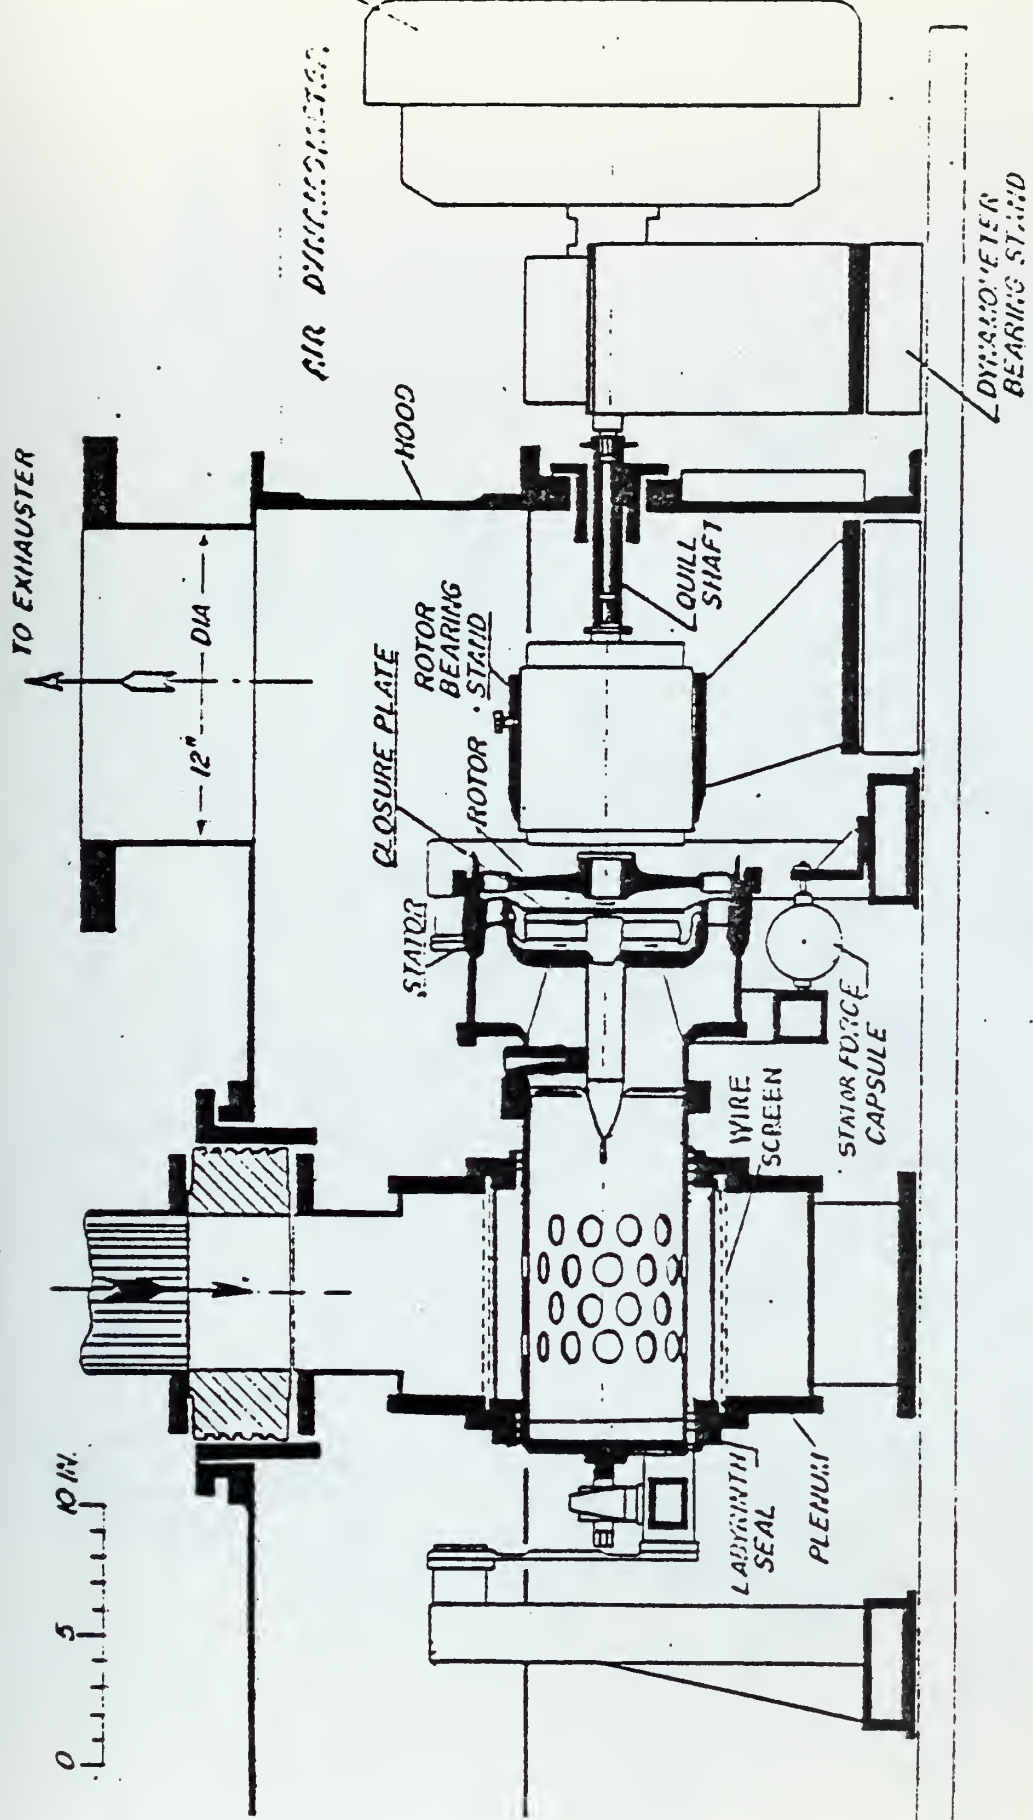 TO EXHAUSTER
12" DIA
AIR DYNAMOMETER
HOOD
CLOSURE PLATE
ROTOR
BEARING
STAND
ROTOR
STATOR
QUILL
SHAFT
DYNAMOMETER
BEARING STAND
STATOR FORCE
CAPSULE
WIRE
SCREEN
LABYRINTH
SEAL
PLENUM
0 5 10 IN.